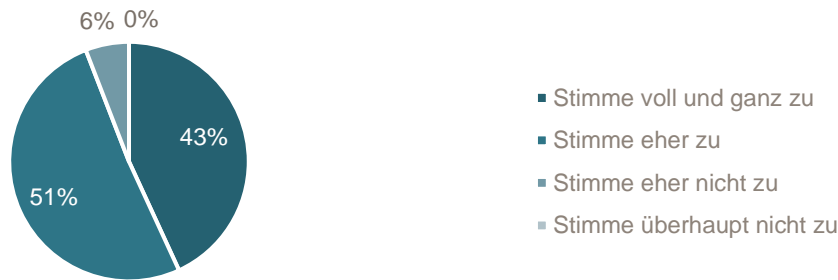 6% 0%
43%
51%
Stimme voll und ganz zu
Stimme eher zu
Stimme eher nicht zu
Stimme überhaupt nicht zu